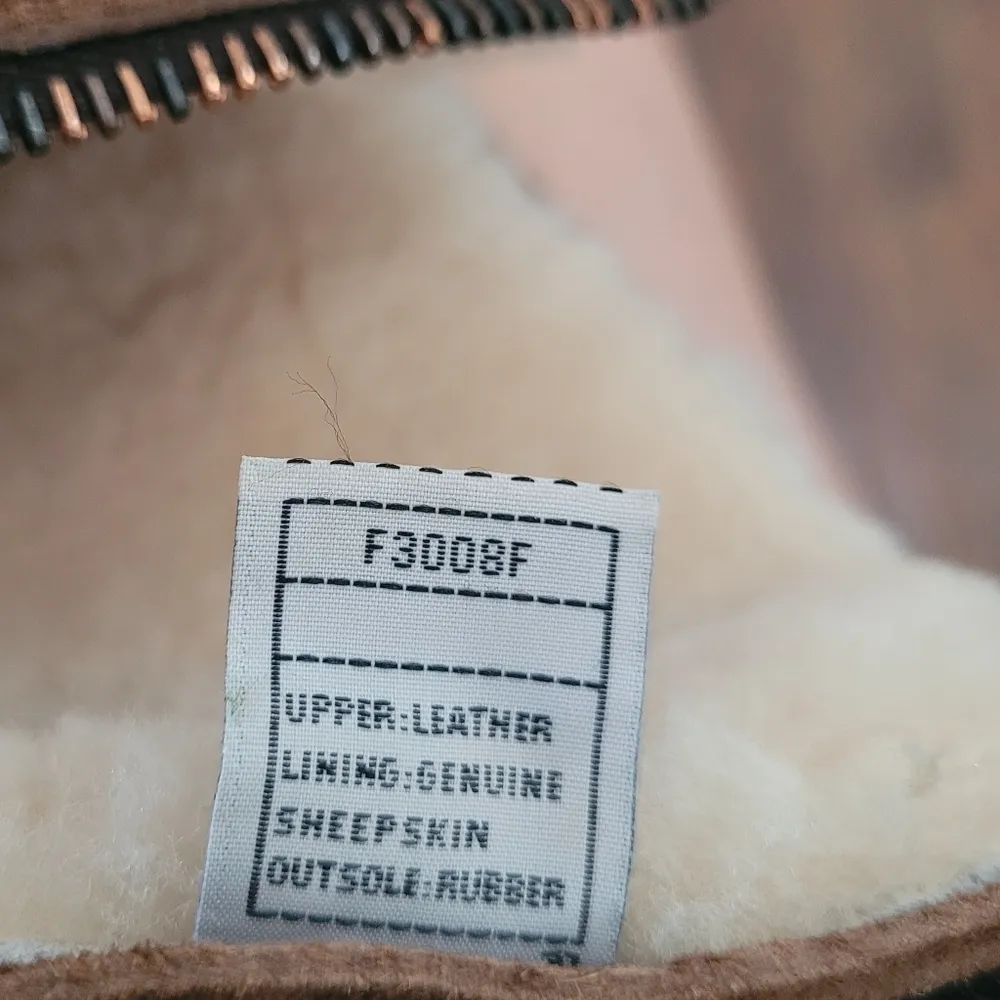 F3008F
UPPER:LEATHER
LINING:GENUINE
SHEEPSKIN
OUTSOLE:RUBBER